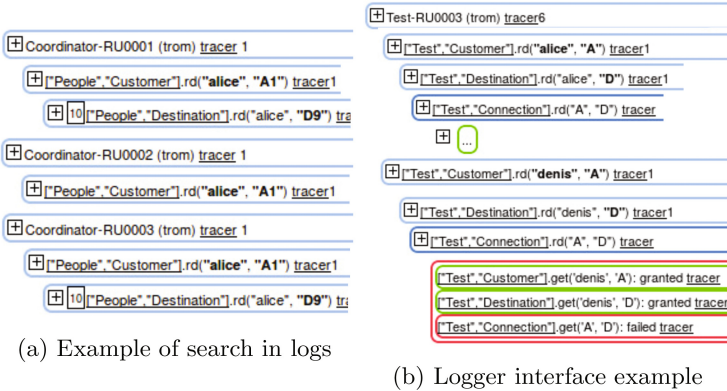 Coordinator-RU0001 (trom) tracer 1
["People","Customer"].rd("alice", "A1") tracer1
10 ["People","Destination"].rd("alice", "D9") tra
Coordinator-RU0002 (trom) tracer 1
["People","Customer"].rd("alice", "A1") tracer1
Coordinator-RU0003 (trom) tracer 1
["People","Customer"].rd("alice", "A1") tracer1
10 ["People","Destination"].rd("alice", "D9") tra
(a) Example of search in logs
Test-RU0003 (trom) tracer6
["Test","Customer"].rd("alice", "A") tracer1
["Test","Destination"].rd("alice", "D") tracer1
["Test","Connection"].rd("A", "D") tracer
...
["Test","Customer"].rd("denis", "A") tracer1
["Test","Destination"].rd("denis", "D") tracer1
["Test","Connection"].rd("A", "D") tracer
["Test","Customer"].get('denis', 'A'): granted tracer
["Test","Destination"].get('denis', 'D'): granted tracer
["Test","Connection"].get('A', 'D'): failed tracer
(b) Logger interface example